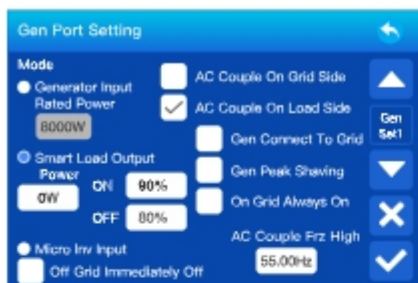 Gen Port Setting
Mode
Generator Input
Rated Power
8000W
Smart Load Output
Power
0W
ON 90%
OFF 80%
Micro Inv Input
Off Grid Immediately Off
AC Couple On Grid Side
AC Couple On Load Side
Gen Connect To Grid
Gen Peak Shaving
On Grid Always On
AC Couple Frz High
55.00Hz
Gen
Set1